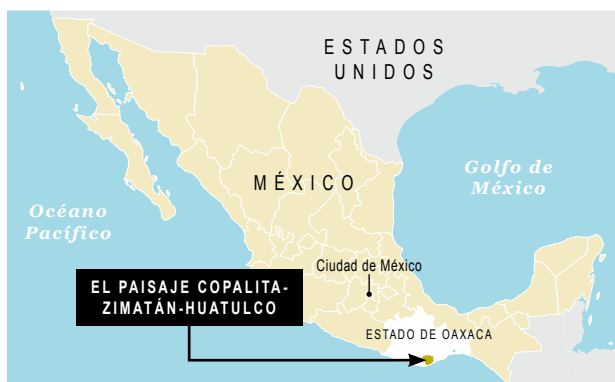 ESTADOS
UNIDOS
MÉXICO
Golfo de
México
Océano
Pacífico
Ciudad de México
EL PAISAJE COPALITA-
ZIMATÁN-HUATULCO
ESTADO DE OAXACA